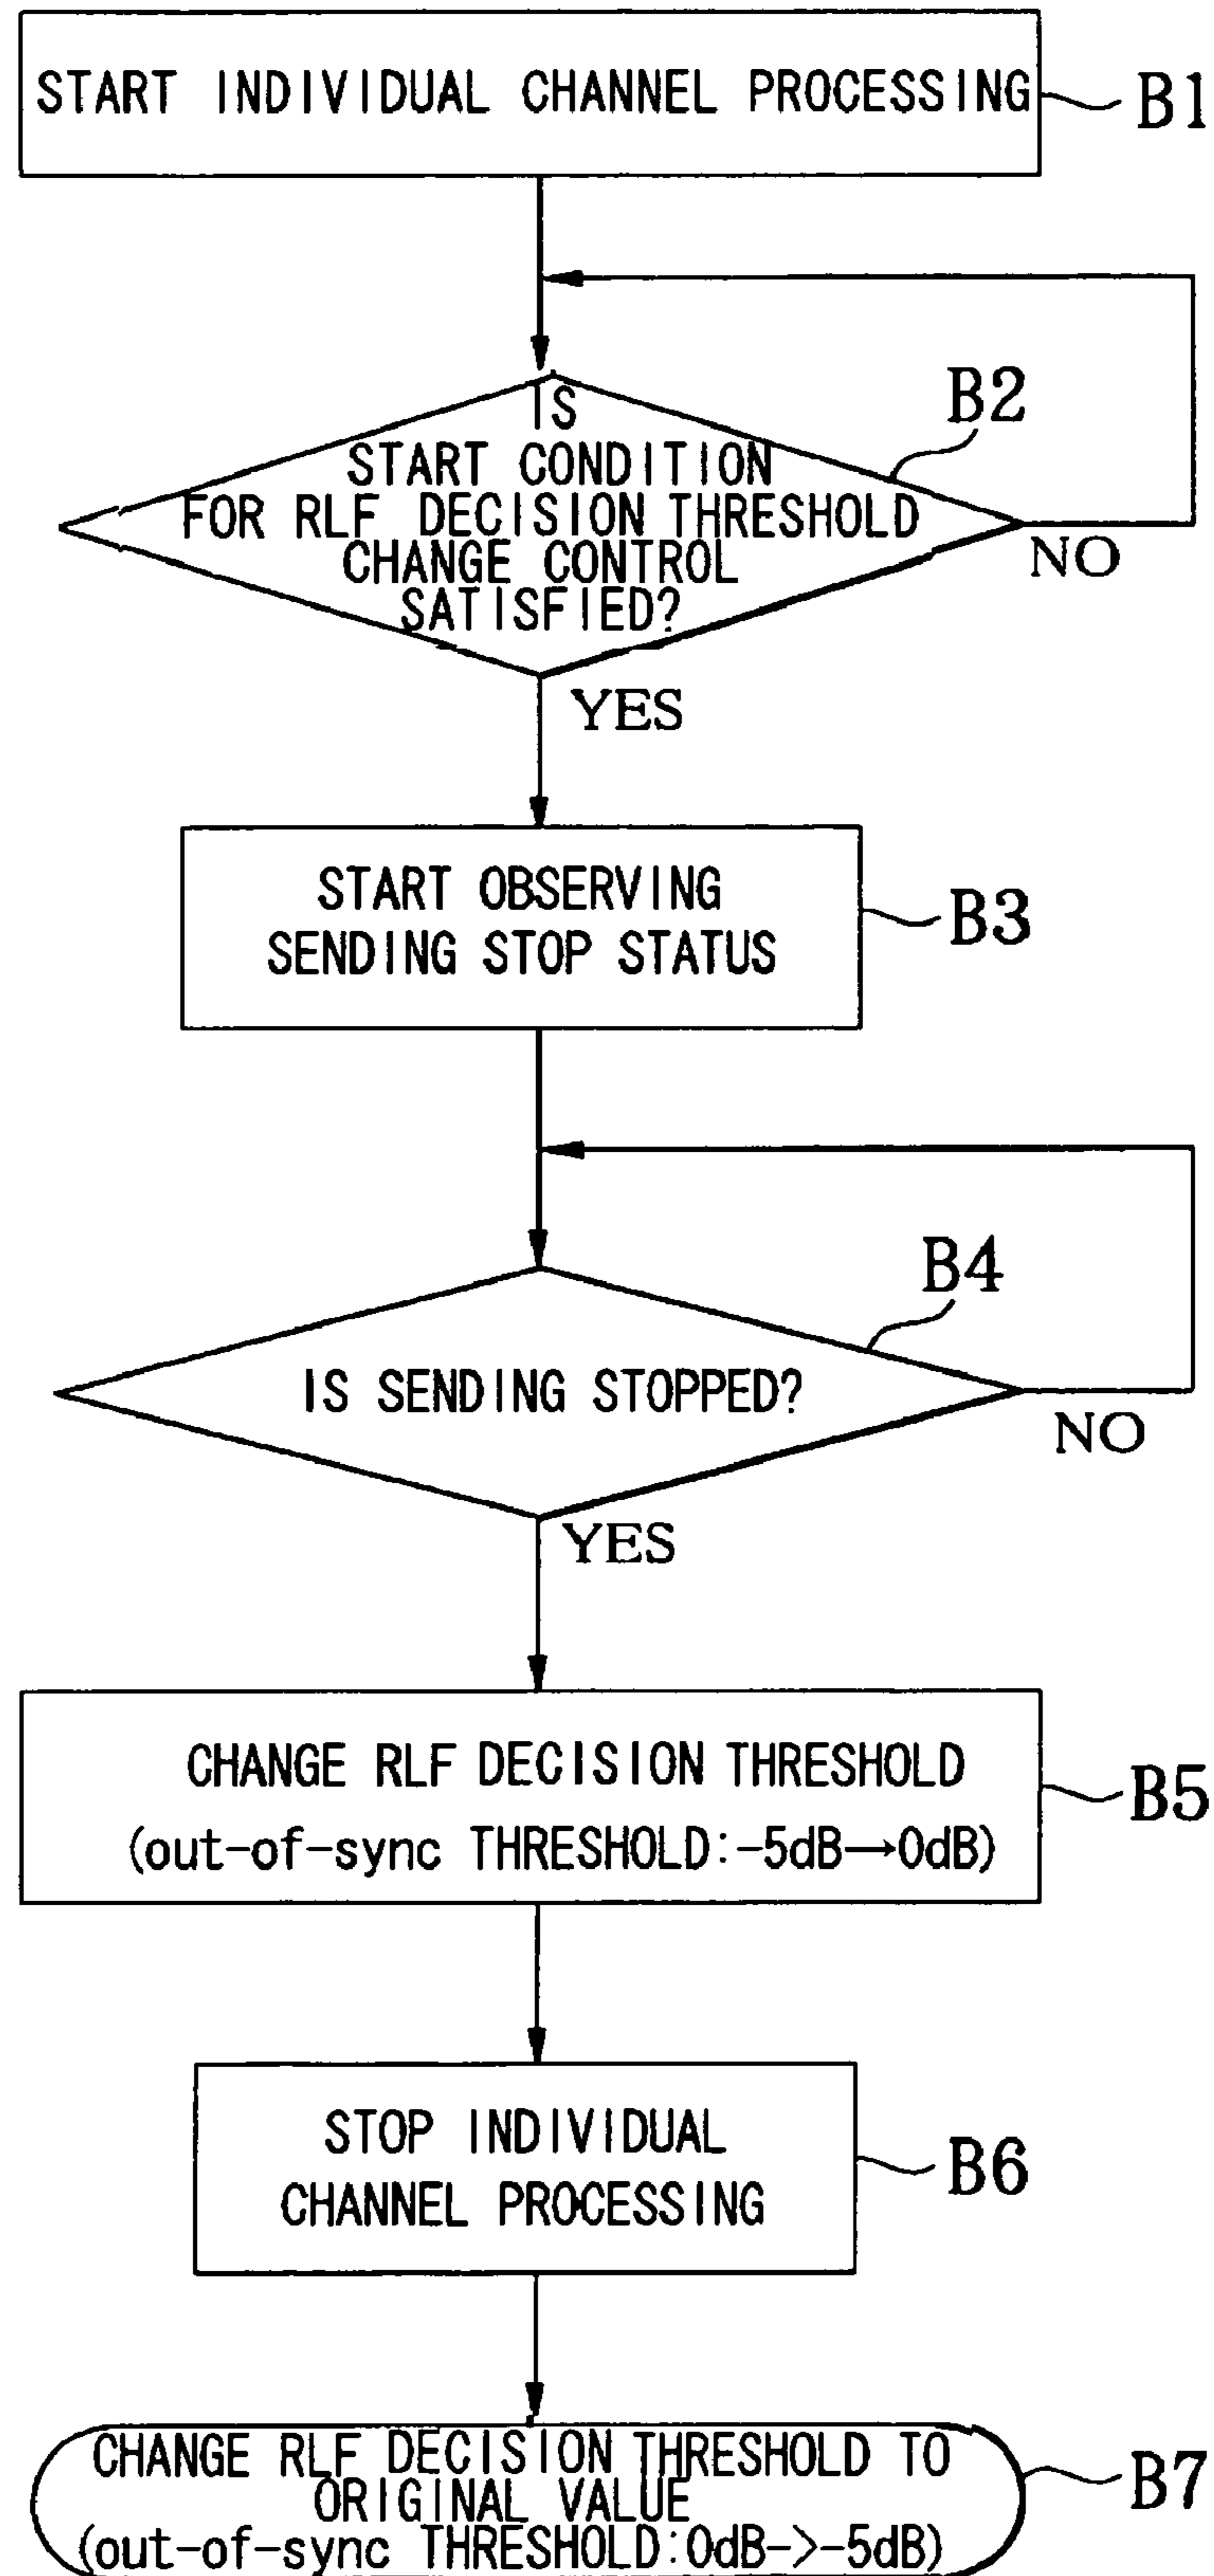 START INDIVIDUAL CHANNEL PROCESSING
B1
IS
START CONDITION
FOR RLF DECISION THRESHOLD
CHANGE CONTROL
SATISFIED?
B2
NO
YES
START OBSERVING
SENDING STOP STATUS
B3
B4
IS SENDING STOPPED?
NO
YES
CHANGE RLF DECISION THRESHOLD
(out-of-sync THRESHOLD:-5dB→0dB)
B5
STOP INDIVIDUAL
CHANNEL PROCESSING
B6
CHANGE RLF DECISION THRESHOLD TO
ORIGINAL VALUE
(out-of-sync THRESHOLD:0dB->-5dB)
B7